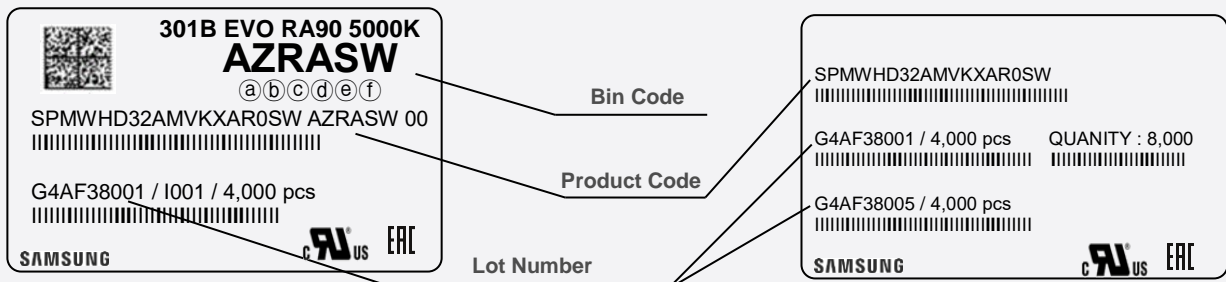 301B EVO RA90 5000K
AZRASW
ⓐⓑⓒⓓⓔⓕ
SPMWHD32AMVKXAR0SW AZRASW 00
G4AF38001 / I001 / 4,000 pcs
SAMSUNG
c RU US EAC
Bin Code
Product Code
Lot Number
SPMWHD32AMVKXAR0SW
G4AF38001 / 4,000 pcs QUANITY : 8,000
G4AF38005 / 4,000 pcs
SAMSUNG
c RU US EAC